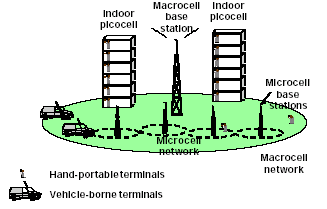 Indoor
picocell
Macrocell
base
station
Indoor
picocell
Microcell
base
stations
Microcell
network
Macrocell
network
Hand-portable terminals
Vehicle-borne terminals